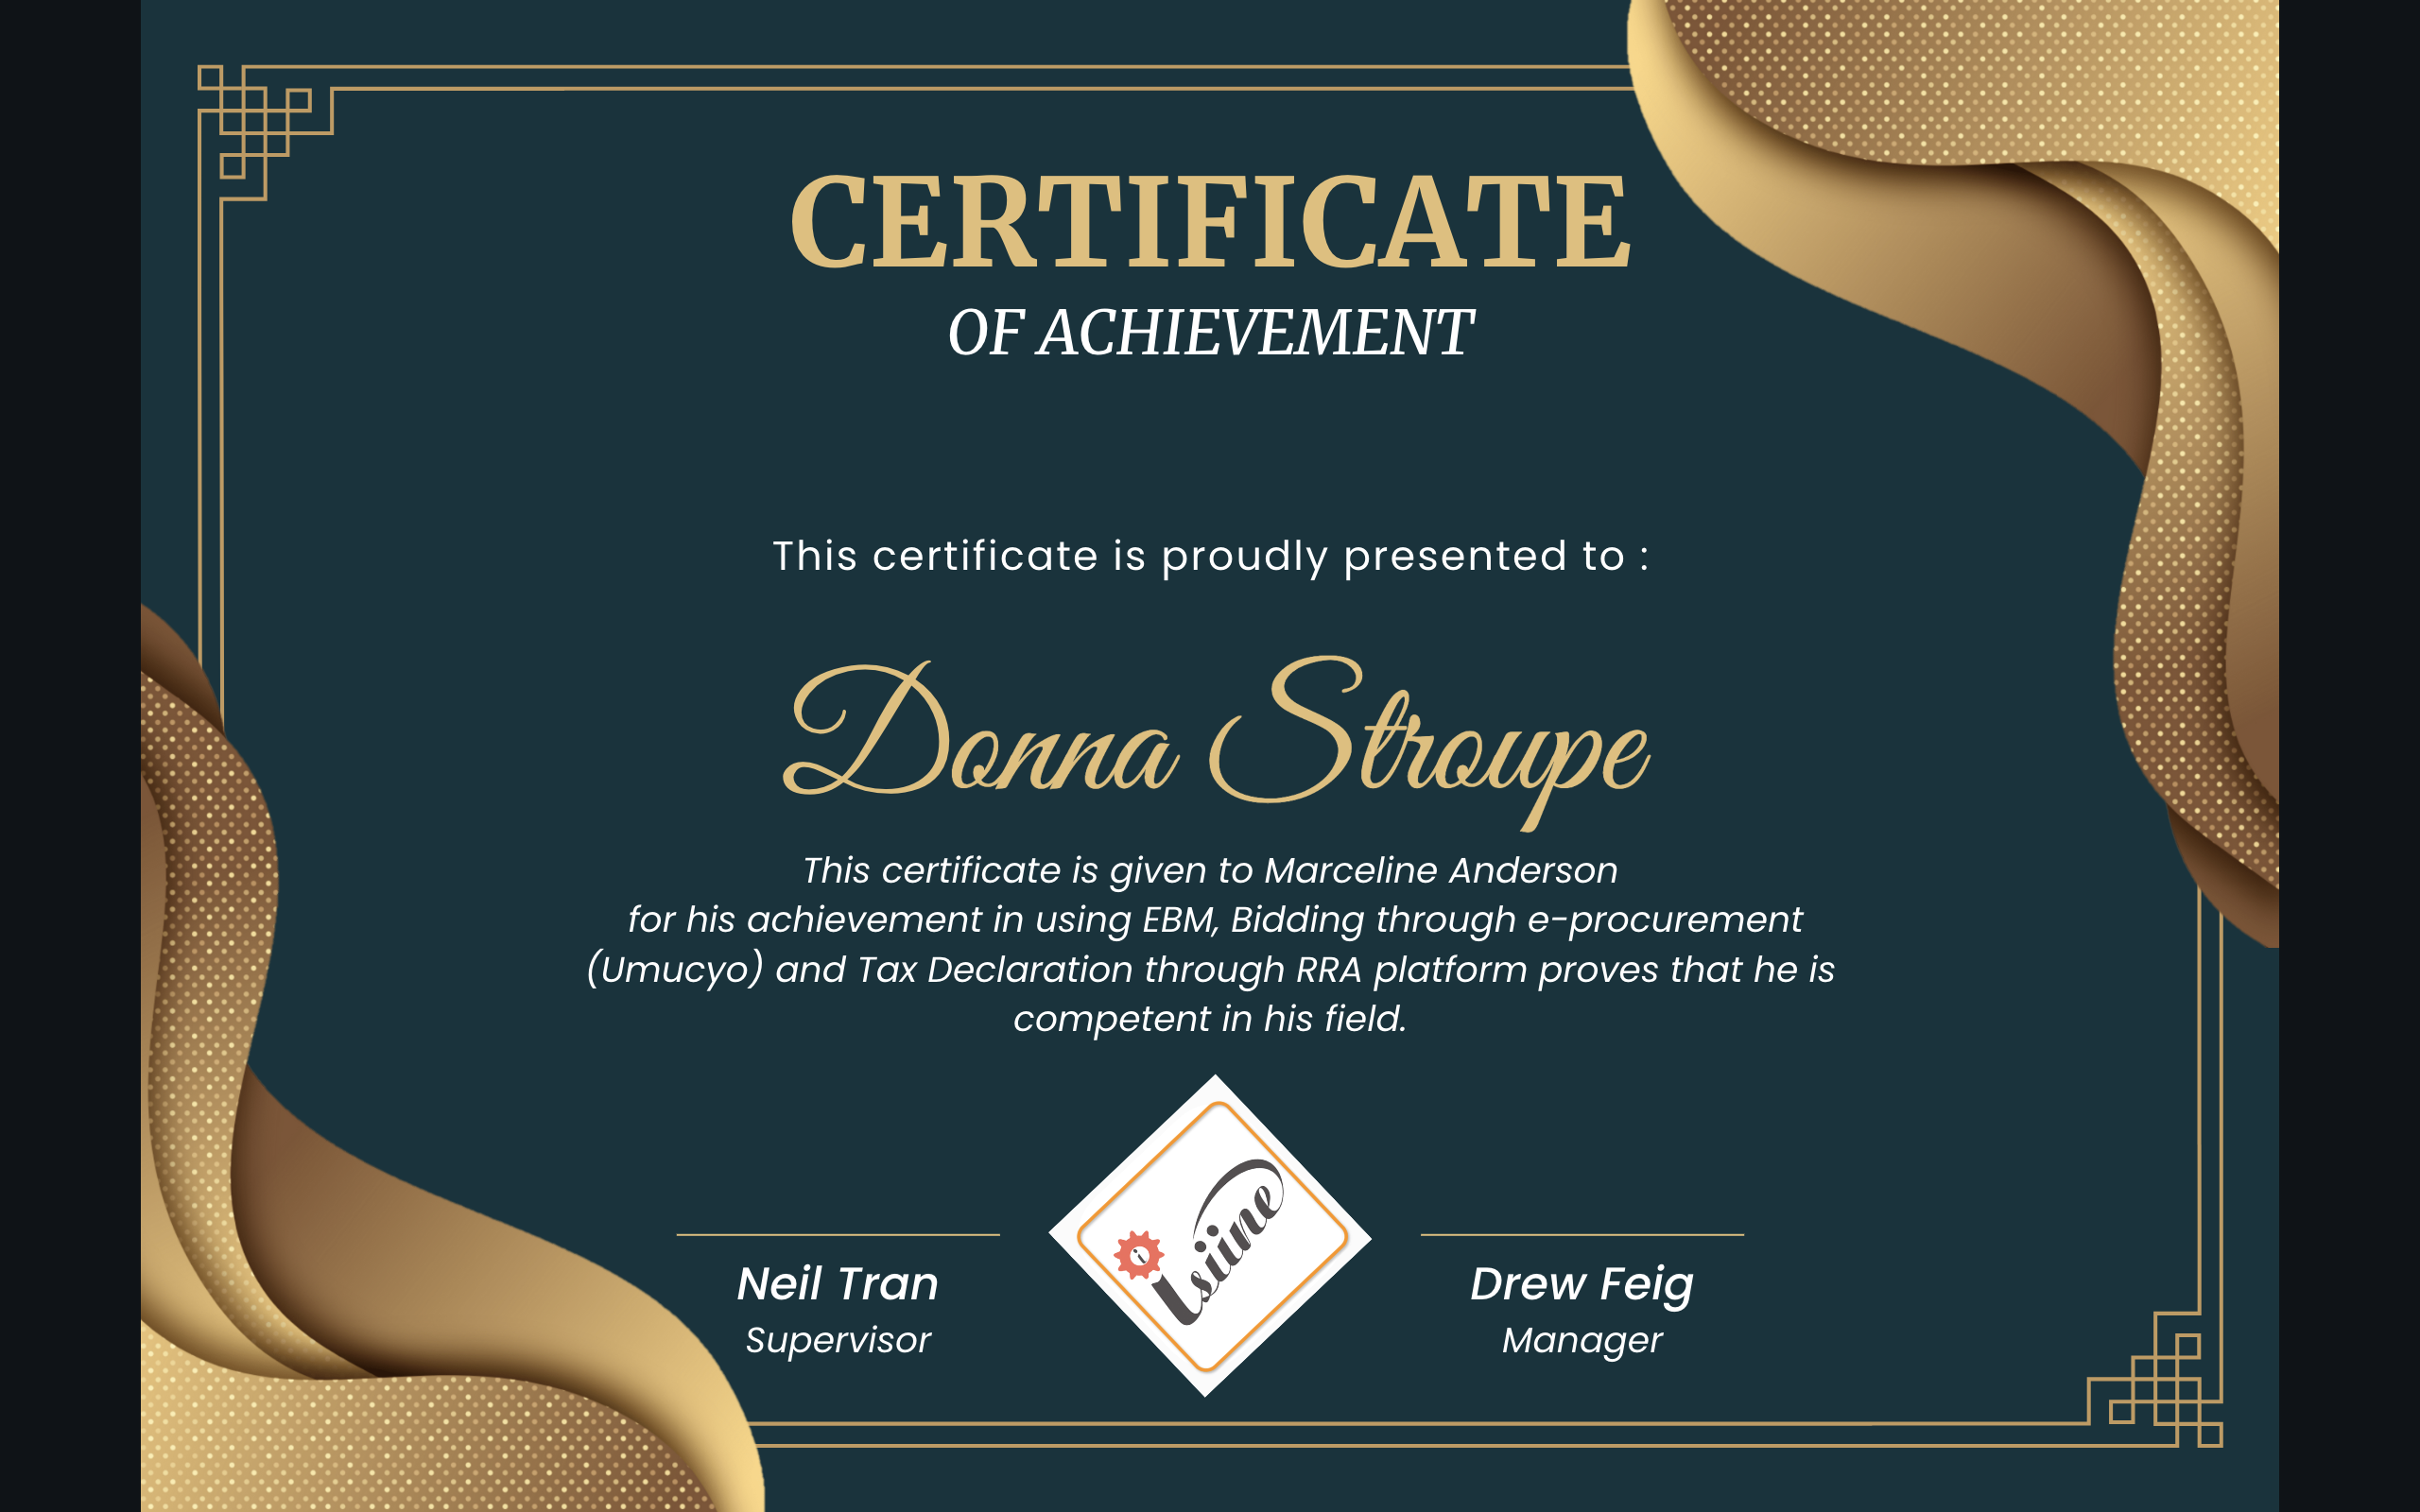 CERTIFICATE
OF ACHIEVEMENT
This certificate is proudly presented to :
Donna Stroupe
This certificate is given to Marceline Anderson
for his achievement in using EBM, Bidding through e-procurement
(Umucyo) and Tax Declaration through RRA platform proves that he is
competent in his field.
i
Isiine
Neil Tran
Supervisor
Drew Feig
Manager